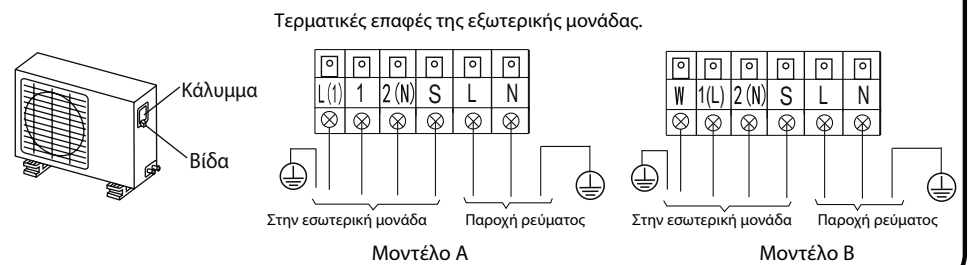 Τερματικές επαφές της εξωτερικής μονάδας.
Κάλυμμα
Βίδα
L(1) 1 2(N) S L N
Στην εσωτερική μονάδα Παροχή ρεύματος
Μοντέλο Α
W 1(L) 2(N) S L N
Στην εσωτερική μονάδα Παροχή ρεύματος
Μοντέλο Β